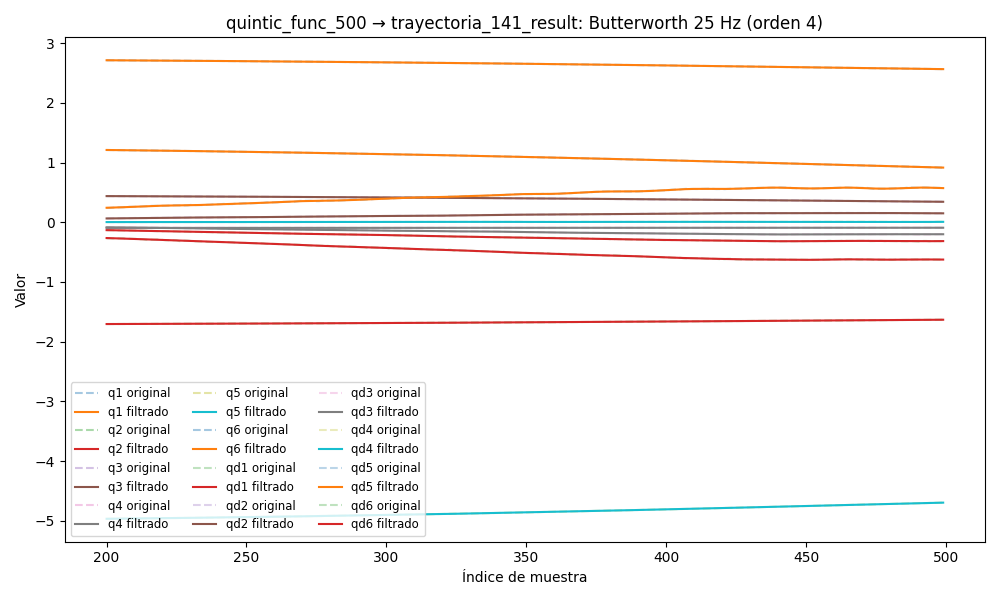 quintic_func_500 → trayectoria_141_result: Butterworth 25 Hz (orden 4)
Valor
3
2
1
0
−1
−2
−3
−4
−5
q1 original
q1 filtrado
q2 original
q2 filtrado
q3 original
q3 filtrado
q4 original
q4 filtrado
q5 original
q5 filtrado
q6 original
q6 filtrado
qd1 original
qd1 filtrado
qd2 original
qd2 filtrado
qd3 original
qd3 filtrado
qd4 original
qd4 filtrado
qd5 original
qd5 filtrado
qd6 original
qd6 filtrado
200
250
300
350
400
450
500
Índice de muestra